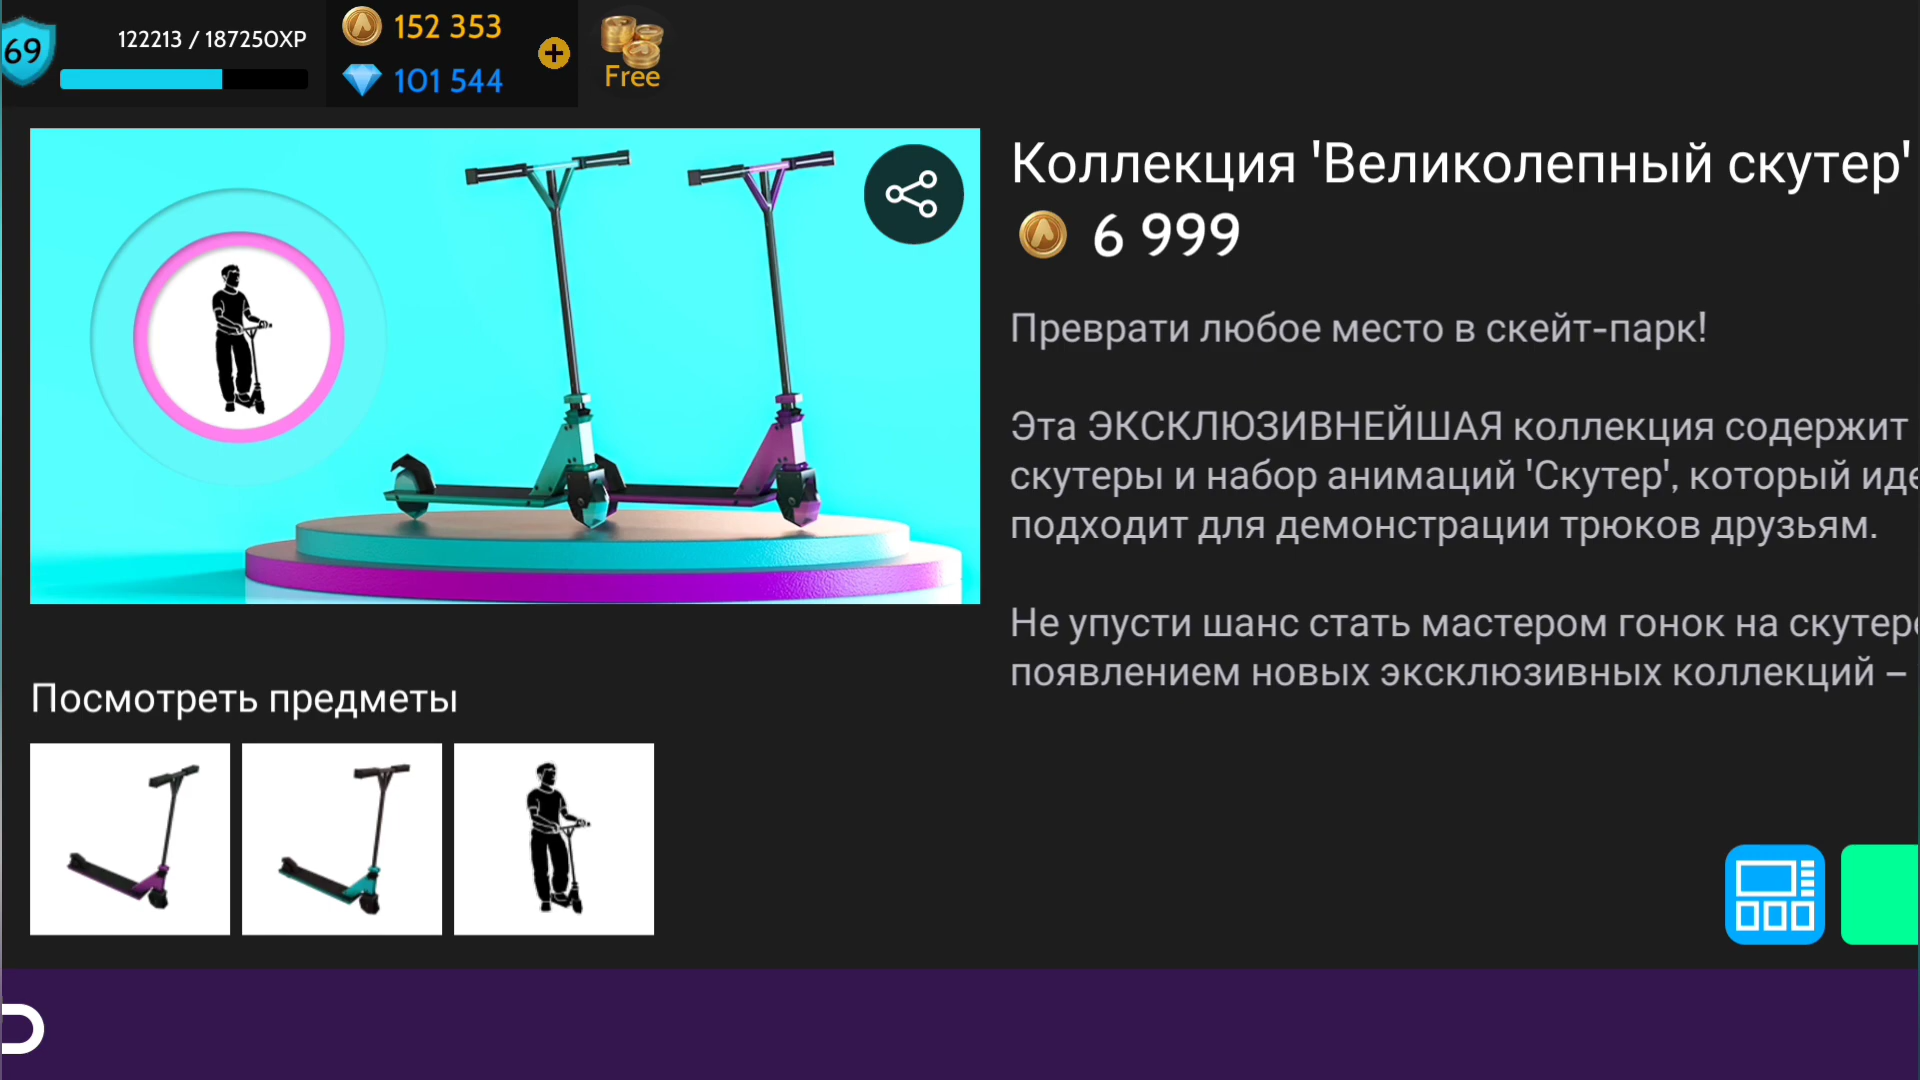 69
122213 / 187250XP
152 353
101 544
Free
Коллекция 'Великолепный скутер'
6 999
Преврати любое место в скейт-парк!
Эта ЭКСКЛЮЗИВНЕЙШАЯ коллекция содержит
скутеры и набор анимаций 'Скутер', который
подходит для демонстрации трюков друзьям.
Не упусти шанс стать мастером гонок на
появлением новых эксклюзивных коллекций –
Посмотреть предметы